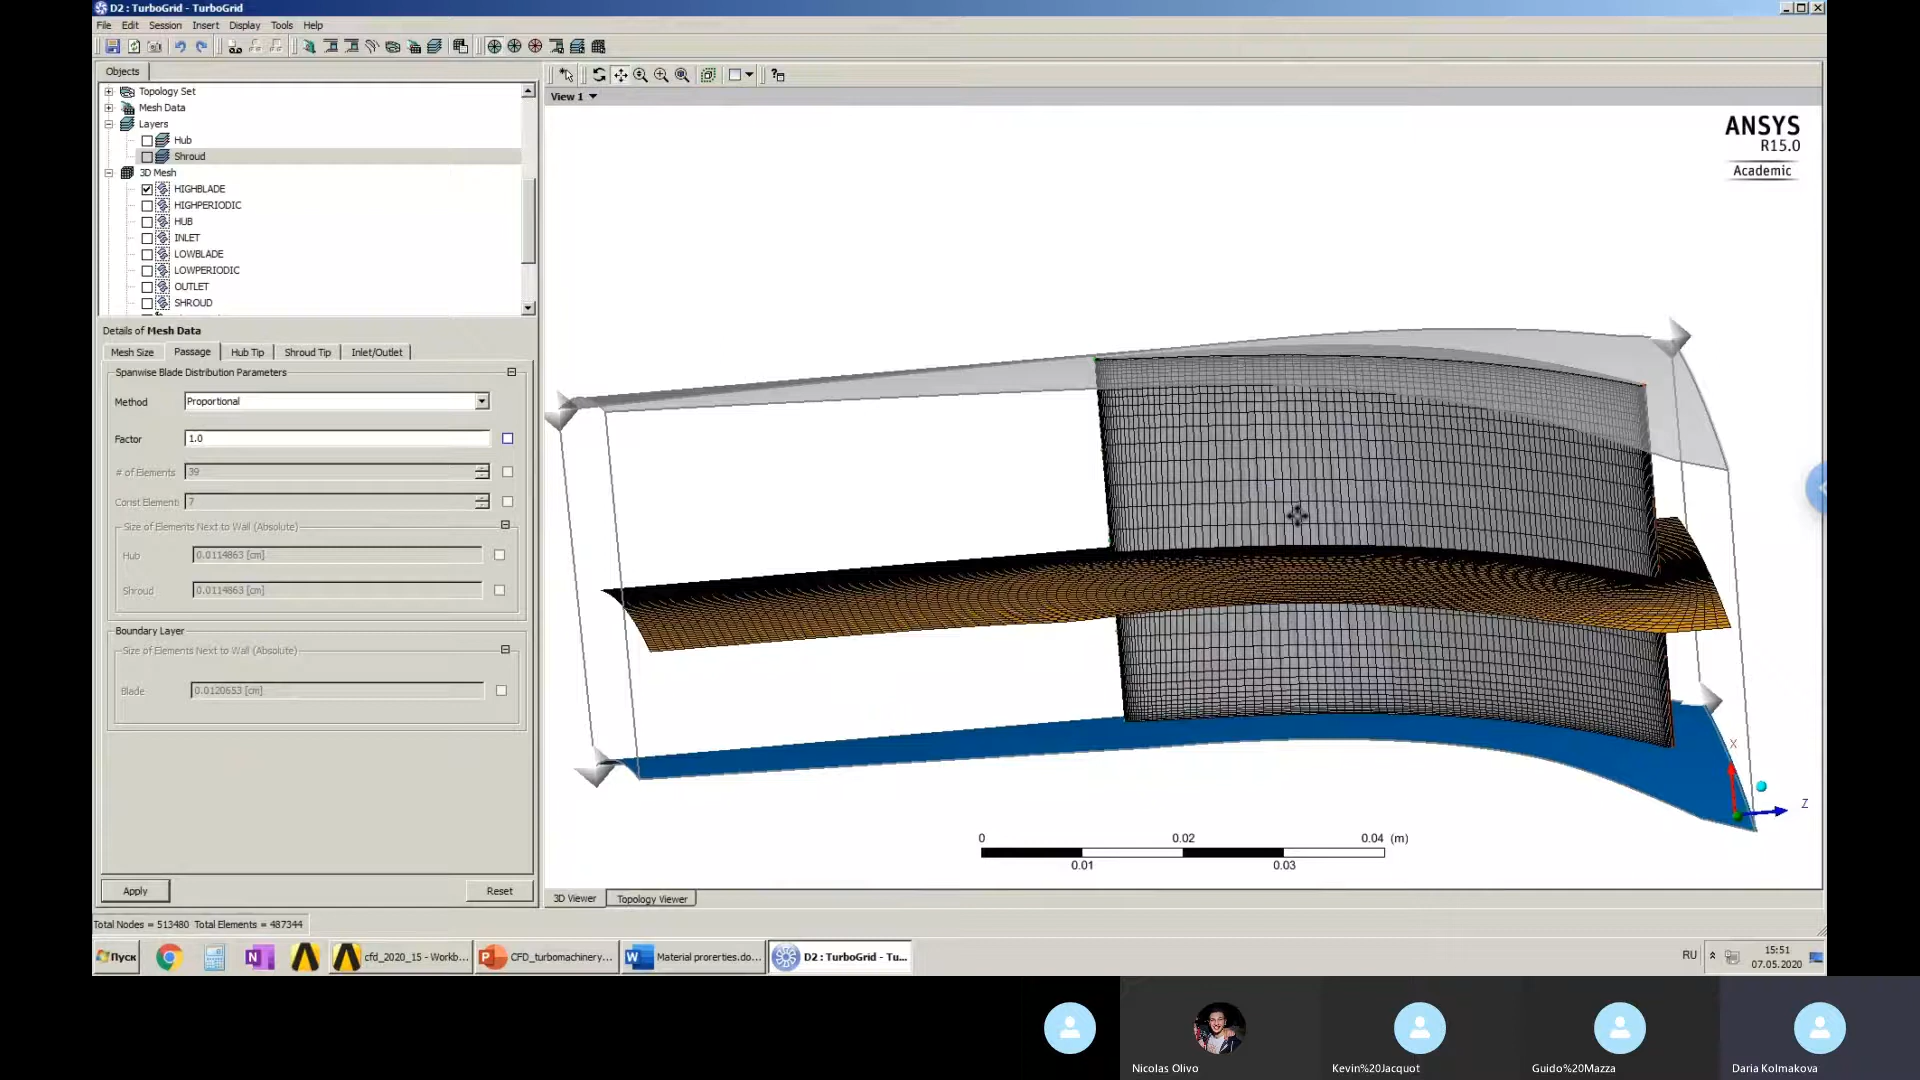 D2 : TurboGrid - TurboGrid
File Edit Session Insert Display Tools Help
Objects
Topology Set
Mesh Data
Layers
Hub
Shroud
3D Mesh
HIGHBLADE
HIGHPERIODIC
HUB
INLET
LOWBLADE
LOWPERIODIC
OUTLET
SHROUD
Details of Mesh Data
Mesh Size Passage Hub Tip Shroud Tip Inlet/Outlet
Spanwise Blade Distribution Parameters
Method Proportional
Factor 1.0
# of Elements 39
Const Element: 7
Size of Elements Next to Wall (Absolute)
Hub 0.0114863 [cm]
Shroud 0.0114863 [cm]
Boundary Layer
Size of Elements Next to Wall (Absolute)
Blade 0.0120653 [cm]
Apply Reset
View 1
ANSYS
R15.0
Academic
X
Z
0 0.02 0.04 (m)
0.01 0.03
3D Viewer Topology Viewer
Total Nodes = 513480 Total Elements = 487344
Пуск
cfd_2020_15 - Workb...
CFD_turbomachinery...
Material prorerties.do...
D2 : TurboGrid - Tu...
RU
15:51
07.05.2020
Nicolas Olivo
Kevin%20Jacquot
Guido%20Mazza
Daria Kolmakova